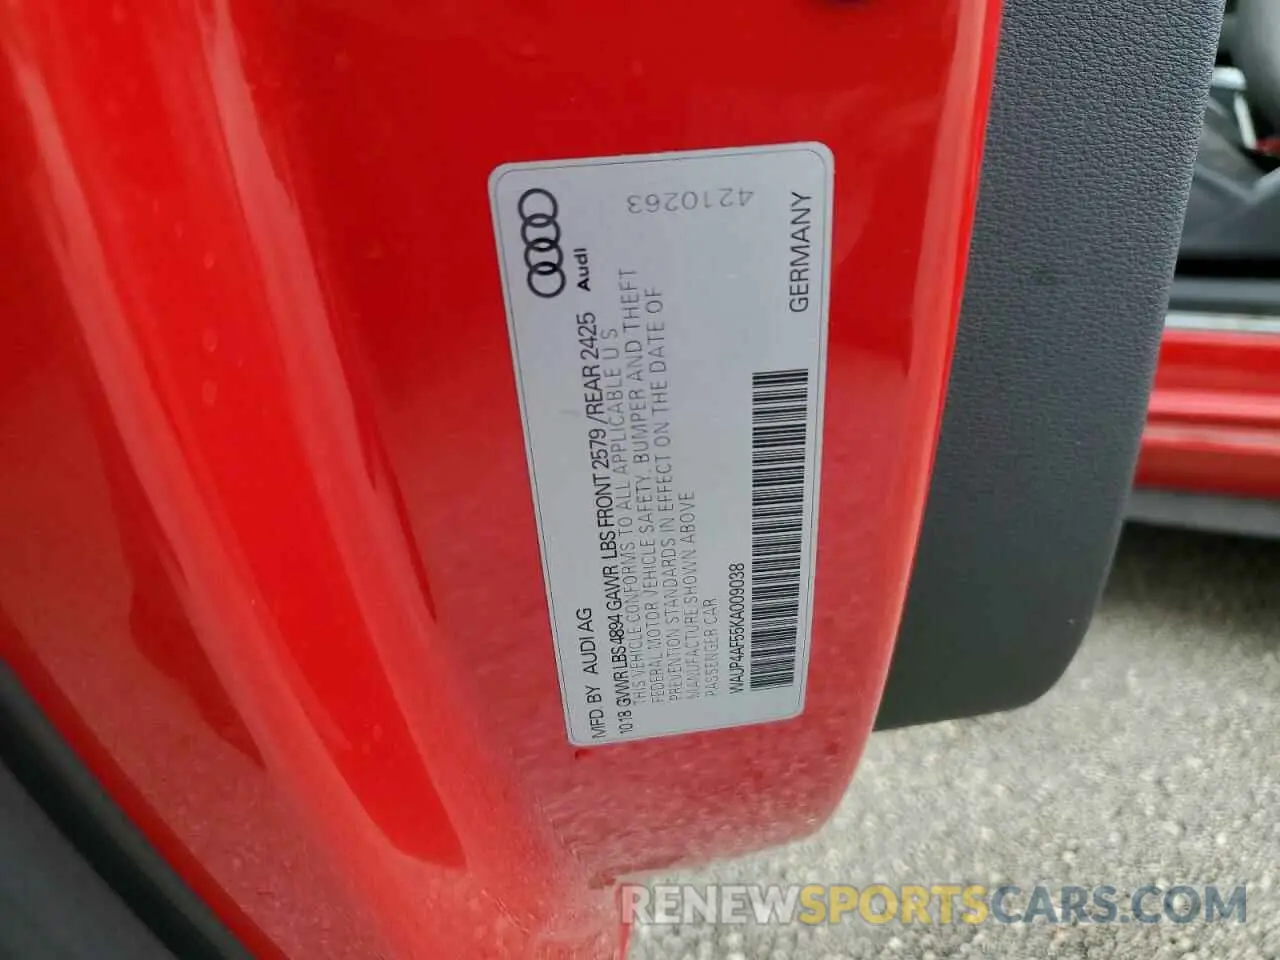 Audi
4210263
MFD. BY AUDI AG
10.18 GVWR LBS 4894 GAWR LBS FRONT 2579 /REAR 2425
THIS VEHICLE CONFORMS TO ALL APPLICABLE U S
FEDERAL MOTOR VEHICLE SAFETY. BUMPER AND THEFT
PREVENTION STANDARDS IN EFFECT ON THE DATE OF
MANUFACTURE SHOWN ABOVE
PASSENGER CAR
WAUP4AF55KA009038
GERMANY
RENEWSPORTSCARS.COM